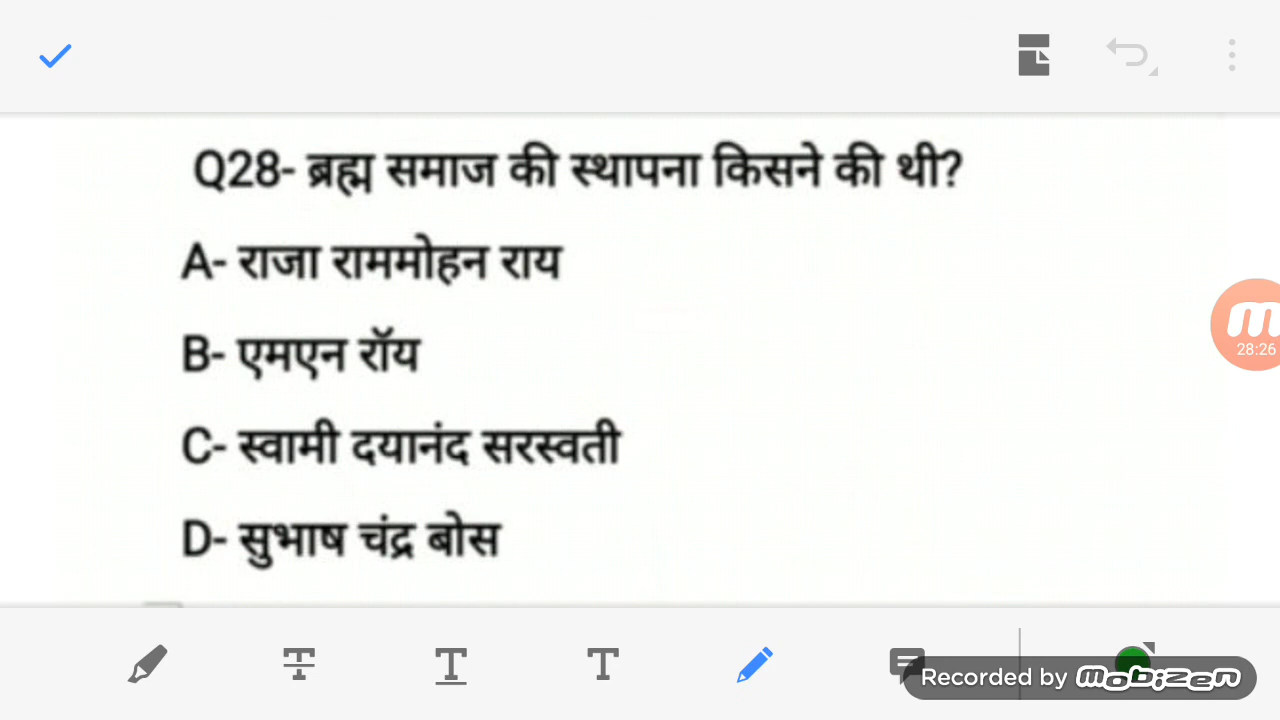 Q28- ब्रह्म समाज की स्थापना किसने की थी?
A- राजा राममोहन राय
B- एमएन रॉय
C- स्वामी दयानंद सरस्वती
D- सुभाष चंद्र बोस
28:26
T T T
Recorded by mobizen